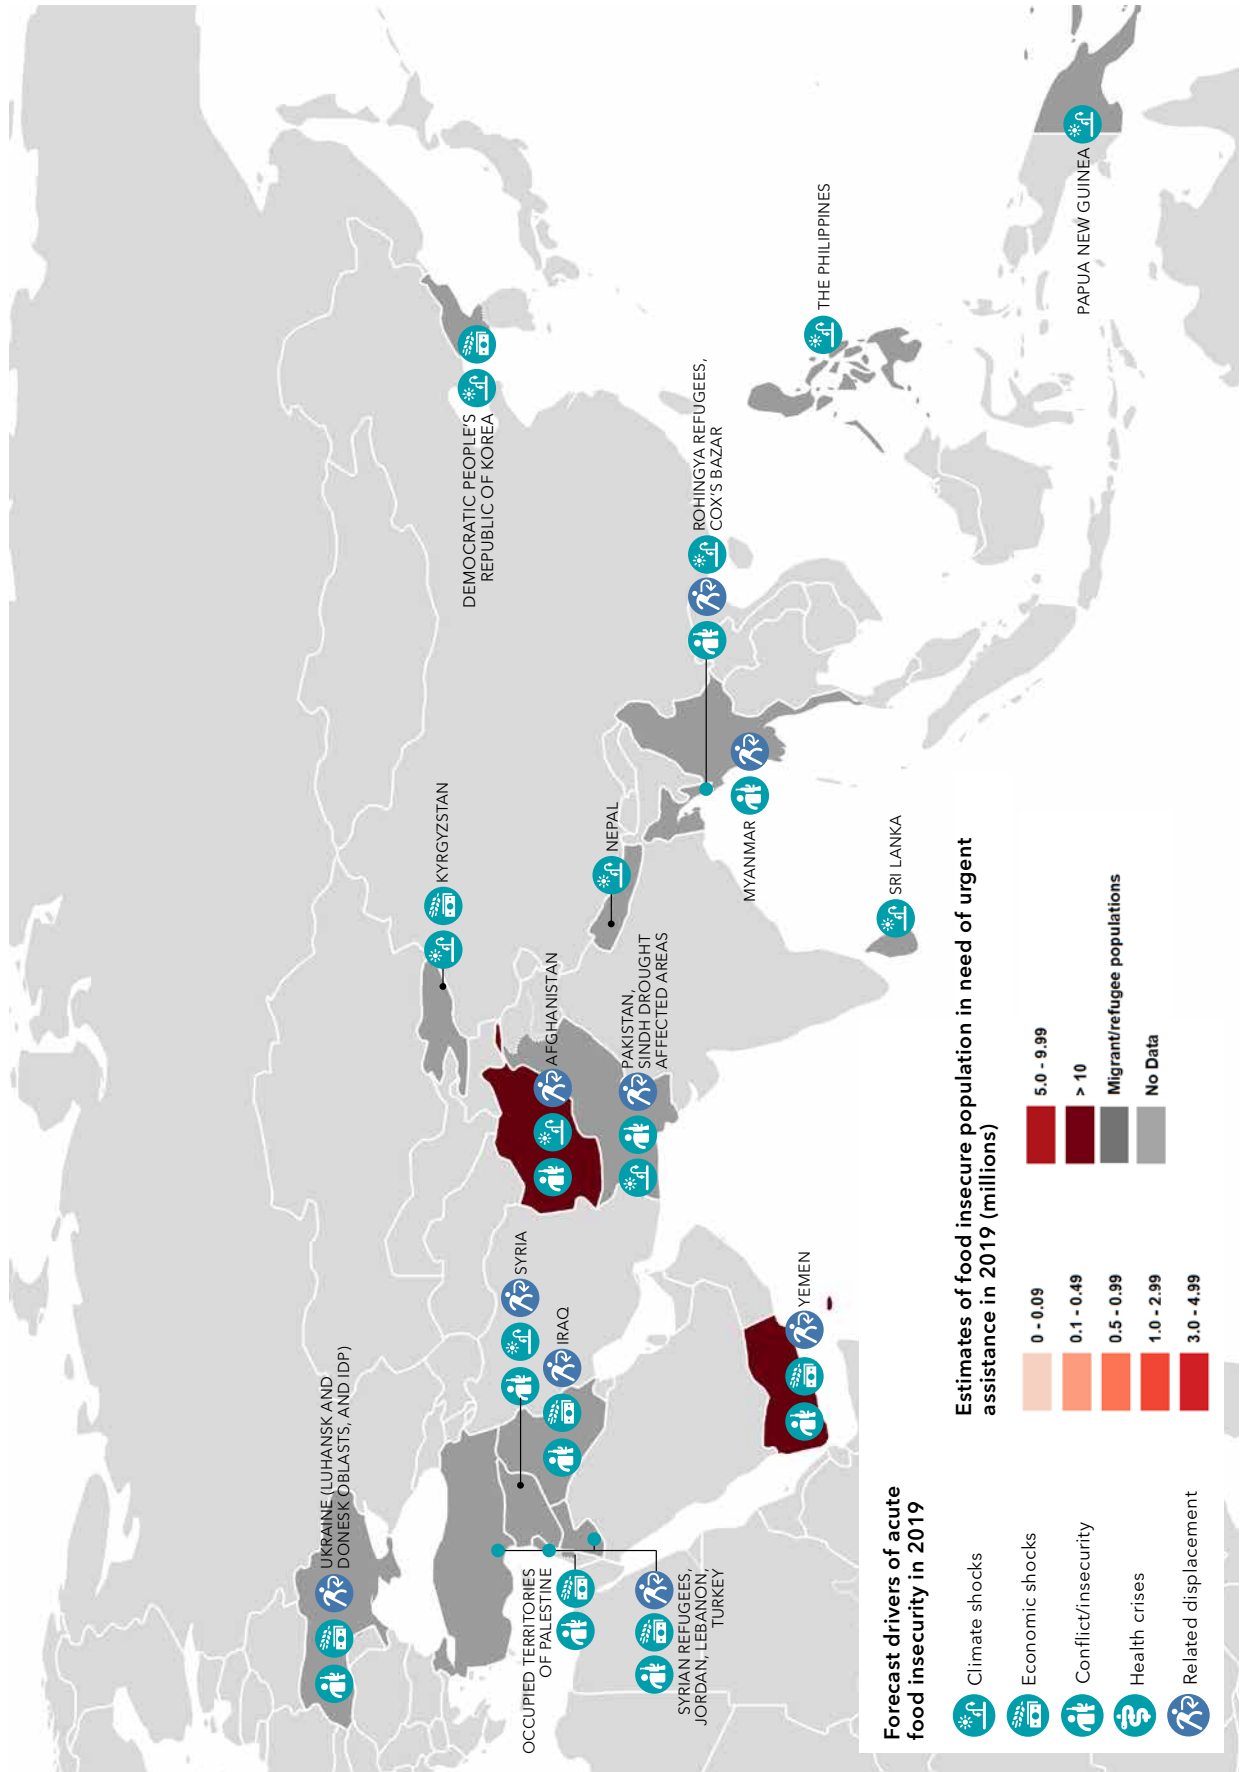 UKRAINE (LUHANSK AND
DONESK OBLASTS, AND IDP)
OCCUPIED TERRITORIES
OF PALESTINE
SYRIAN REFUGEES,
JORDAN, LEBANON,
TURKEY
SYRIA
IRAQ
YEMEN
KYRGYZSTAN
AFGHANISTAN
PAKISTAN,
SINDH DROUGHT
AFFECTED AREAS
NEPAL
MYANMAR
SRI LANKA
DEMOCRATIC PEOPLE'S
REPUBLIC OF KOREA
ROHINGYA REFUGEES,
COX'S BAZAR
THE PHILIPPINES
PAPUA NEW GUINEA
Forecast drivers of acute
food insecurity in 2019
Climate shocks
Economic shocks
Conflict/insecurity
Health crises
Related displacement
Estimates of food insecure population in need of urgent
assistance in 2019 (millions)
0 - 0.09
0.1 - 0.49
0.5 - 0.99
1.0 - 2.99
3.0 - 4.99
5.0 - 9.99
> 10
Migrant/refugee populations
No Data